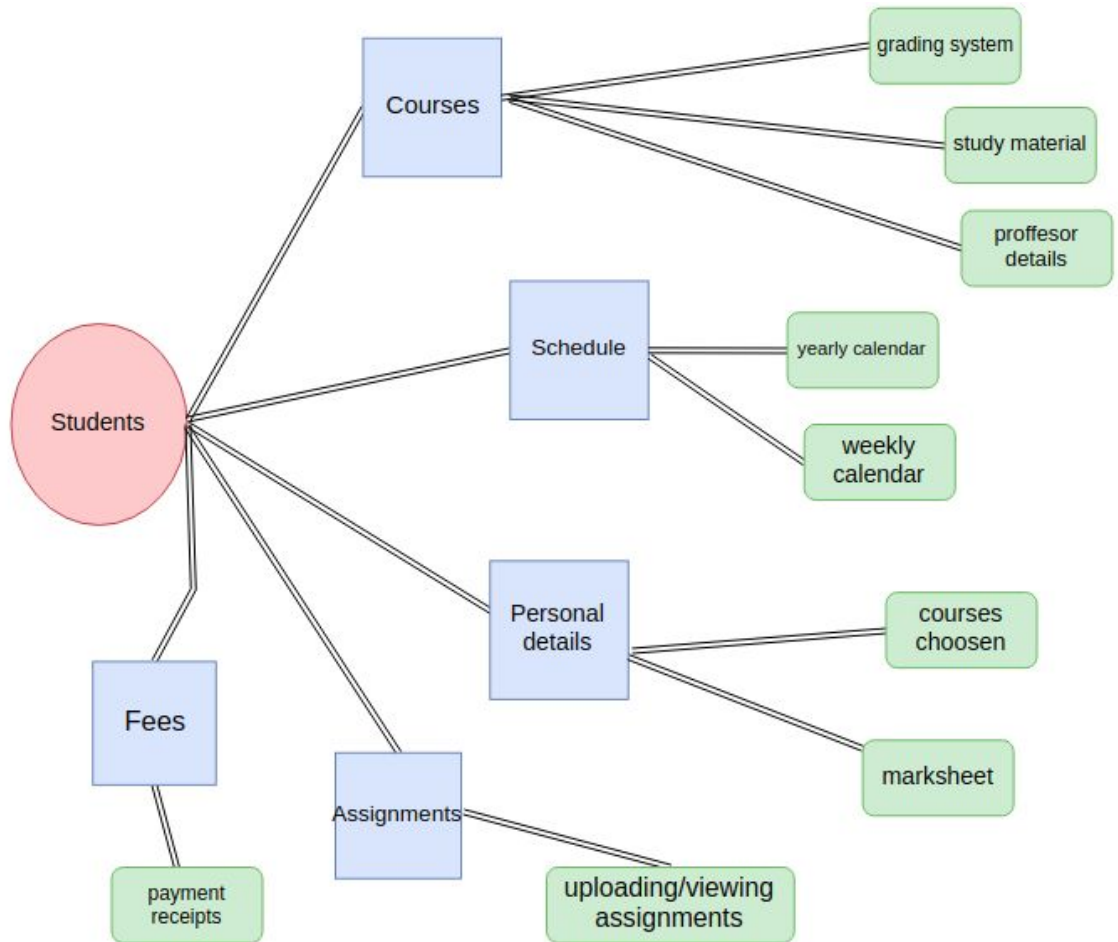 grading system
Courses
study material
proffesor
details
Schedule
yearly calendar
Students
weekly
calendar
Personal
details
courses
choosen
Fees
marksheet
Assignments
payment
receipts
uploading/viewing
assignments